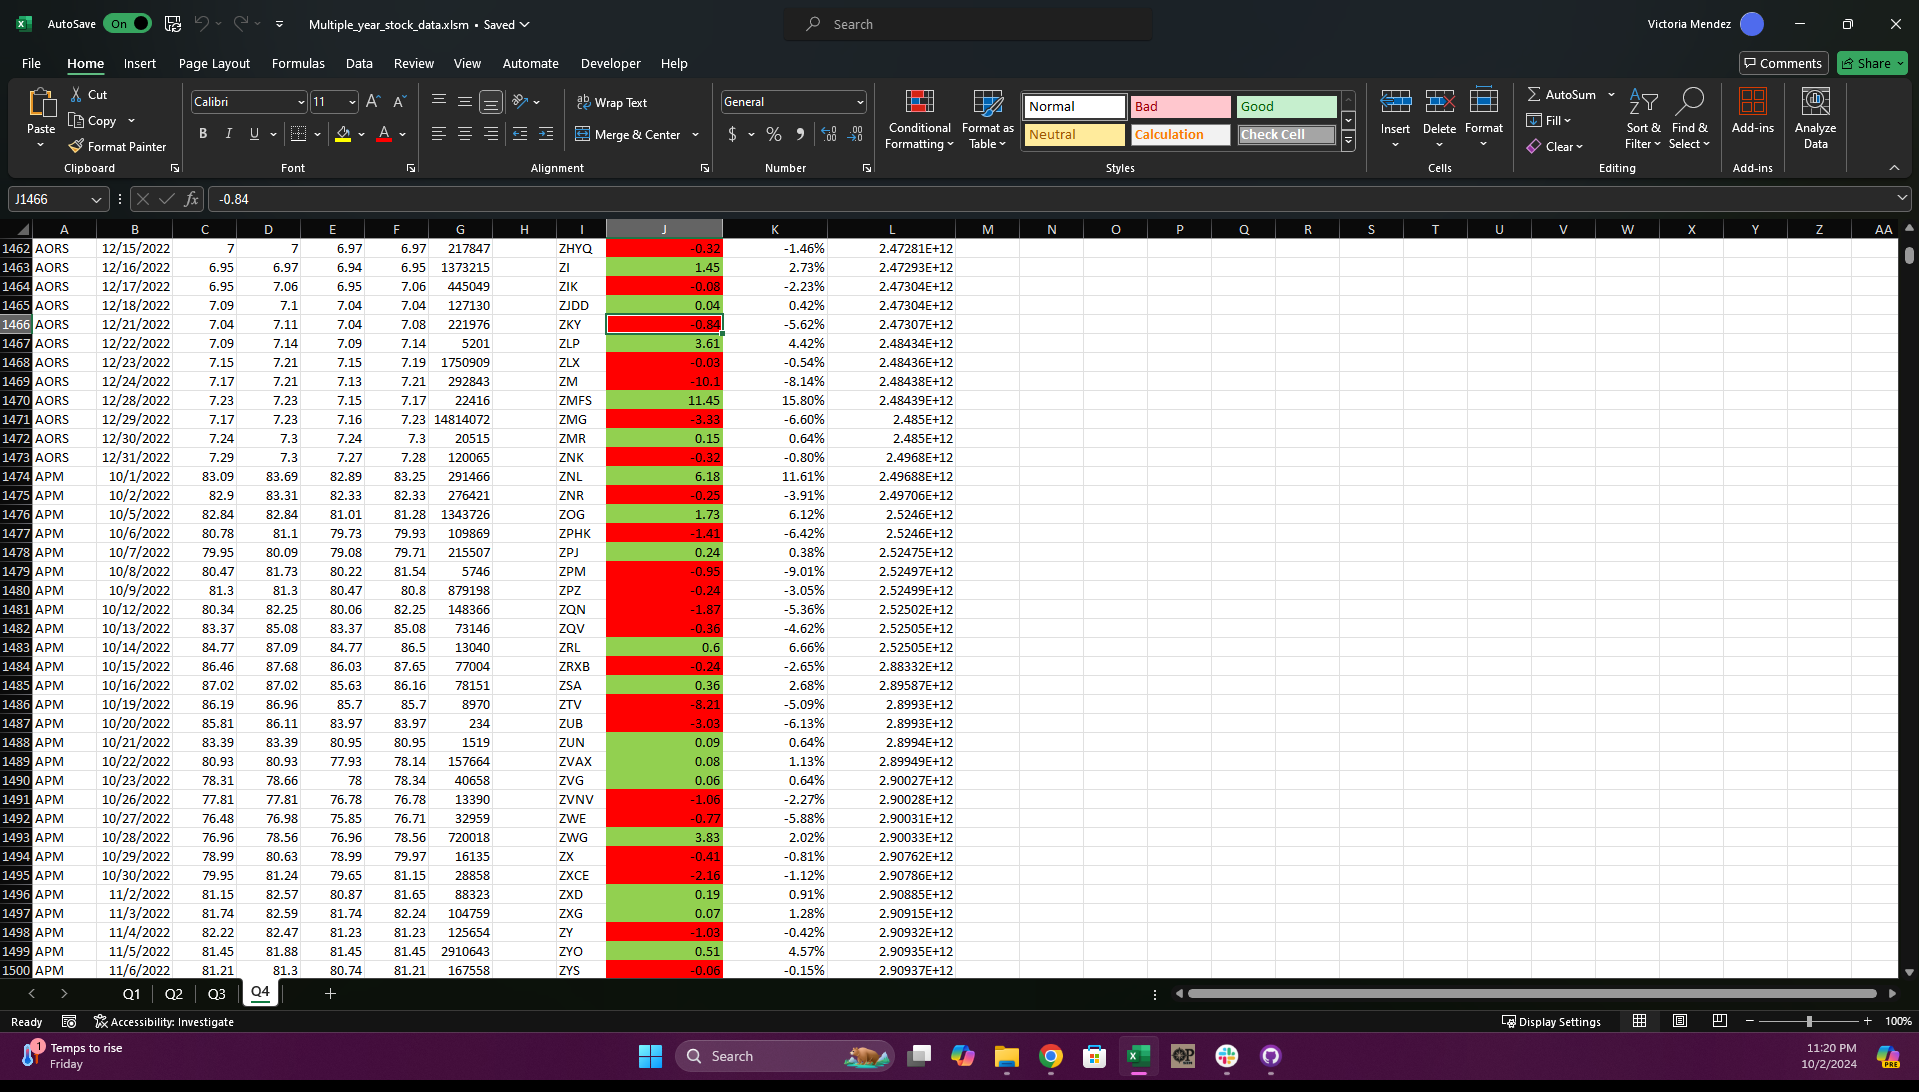 AutoSave On Multiple_year_stock_data.xlsm • Saved Search Victoria Mendez
File Home Insert Page Layout Formulas Data Review View Automate Developer Help Comments Share
Paste Cut Copy Format Painter Clipboard
Calibri 11 B I U A Font
Wrap Text Merge & Center Alignment
General $ % Number
Conditional Formatting Format as Table Normal Bad Good Neutral Calculation Check Cell Styles
Insert Delete Format Cells
AutoSum Fill Clear Sort & Filter Find & Select Editing
Add-ins Add-ins
Analyze Data
J1466 fx -0.84
A B C D E F G H I J K L M N O P Q R S T U V W X Y Z AA
1462 AORS 12/15/2022 7 7 6.97 6.97 217847 ZHYQ -0.32 -1.46% 2.47281E+12
1463 AORS 12/16/2022 6.95 6.97 6.94 6.95 1373215 ZI 1.45 2.73% 2.47293E+12
1464 AORS 12/17/2022 6.95 7.06 6.95 7.06 445049 ZIK -0.08 -2.23% 2.47304E+12
1465 AORS 12/18/2022 7.09 7.1 7.04 7.04 127130 ZJDD 0.04 0.42% 2.47304E+12
1466 AORS 12/21/2022 7.04 7.11 7.04 7.08 221976 ZKY -0.84 -5.62% 2.47307E+12
1467 AORS 12/22/2022 7.09 7.14 7.09 7.14 5201 ZLP 3.61 4.42% 2.48434E+12
1468 AORS 12/23/2022 7.15 7.21 7.15 7.19 1750909 ZLX -0.03 -0.54% 2.48436E+12
1469 AORS 12/24/2022 7.17 7.21 7.13 7.21 292843 ZM -10.1 -8.14% 2.48438E+12
1470 AORS 12/28/2022 7.23 7.23 7.15 7.17 22416 ZMFS 11.45 15.80% 2.48439E+12
1471 AORS 12/29/2022 7.17 7.23 7.16 7.23 14814072 ZMG -3.33 -6.60% 2.485E+12
1472 AORS 12/30/2022 7.24 7.3 7.24 7.3 20515 ZMR 0.15 0.64% 2.485E+12
1473 AORS 12/31/2022 7.29 7.3 7.27 7.28 120065 ZNK -0.32 -0.80% 2.4968E+12
1474 APM 10/1/2022 83.09 83.69 82.89 83.25 291466 ZNL 6.18 11.61% 2.49688E+12
1475 APM 10/2/2022 82.9 83.31 82.33 82.33 276421 ZNR -0.25 -3.91% 2.49706E+12
1476 APM 10/5/2022 82.84 82.84 81.01 81.28 1343726 ZOG 1.73 6.12% 2.5246E+12
1477 APM 10/6/2022 80.78 81.1 79.73 79.93 109869 ZPHK -1.41 -6.42% 2.5246E+12
1478 APM 10/7/2022 79.95 80.09 79.08 79.71 215507 ZPJ 0.24 0.38% 2.52475E+12
1479 APM 10/8/2022 80.47 81.73 80.22 81.54 5746 ZPM -0.95 -9.01% 2.52497E+12
1480 APM 10/9/2022 81.3 81.3 80.47 80.8 879198 ZPZ -0.24 -3.05% 2.52499E+12
1481 APM 10/12/2022 80.34 82.25 80.06 82.25 148366 ZQN -1.87 -5.36% 2.52502E+12
1482 APM 10/13/2022 83.37 85.08 83.37 85.08 73146 ZQV -0.36 -4.62% 2.52505E+12
1483 APM 10/14/2022 84.77 87.09 84.77 86.5 13040 ZRL 0.6 6.66% 2.52505E+12
1484 APM 10/15/2022 86.46 87.68 86.03 87.65 77004 ZRXB -0.24 -2.65% 2.88332E+12
1485 APM 10/16/2022 87.02 87.02 85.63 86.16 78151 ZSA 0.36 2.68% 2.89587E+12
1486 APM 10/19/2022 86.19 86.96 85.7 85.7 8970 ZTV -8.21 -5.09% 2.8993E+12
1487 APM 10/20/2022 85.81 86.11 83.97 83.97 234 ZUB -3.03 -6.13% 2.8993E+12
1488 APM 10/21/2022 83.39 83.39 80.95 80.95 1519 ZUN 0.09 0.64% 2.8994E+12
1489 APM 10/22/2022 80.93 80.93 77.93 78.14 157664 ZVAX 0.08 1.13% 2.89949E+12
1490 APM 10/23/2022 78.31 78.66 78 78.34 40658 ZVG 0.06 0.64% 2.90027E+12
1491 APM 10/26/2022 77.81 77.81 76.78 76.78 13390 ZVNV -1.06 -2.27% 2.90028E+12
1492 APM 10/27/2022 76.48 76.98 75.85 76.71 32959 ZWE -0.77 -5.88% 2.90031E+12
1493 APM 10/28/2022 76.96 78.56 76.96 78.56 720018 ZWG 3.83 2.02% 2.90033E+12
1494 APM 10/29/2022 78.99 80.63 78.99 79.97 16135 ZX -0.41 -0.81% 2.90762E+12
1495 APM 10/30/2022 79.95 81.24 79.65 81.15 28858 ZXCE -2.16 -1.12% 2.90786E+12
1496 APM 11/2/2022 81.15 82.57 80.87 81.65 88323 ZXD 0.19 0.91% 2.90885E+12
1497 APM 11/3/2022 81.74 82.59 81.74 82.24 104759 ZXG 0.07 1.28% 2.90915E+12
1498 APM 11/4/2022 82.22 82.47 81.23 81.23 125654 ZY -1.03 -0.42% 2.90932E+12
1499 APM 11/5/2022 81.45 81.88 81.45 81.45 2910643 ZYO 0.51 4.57% 2.90935E+12
1500 APM 11/6/2022 81.21 81.3 80.74 81.21 167558 ZYS -0.06 -0.15% 2.90937E+12
Q1 Q2 Q3 Q4
Ready Accessibility: Investigate Display Settings 100%
1 Temps to rise
Friday
Search
11:20 PM
10/2/2024
PRE